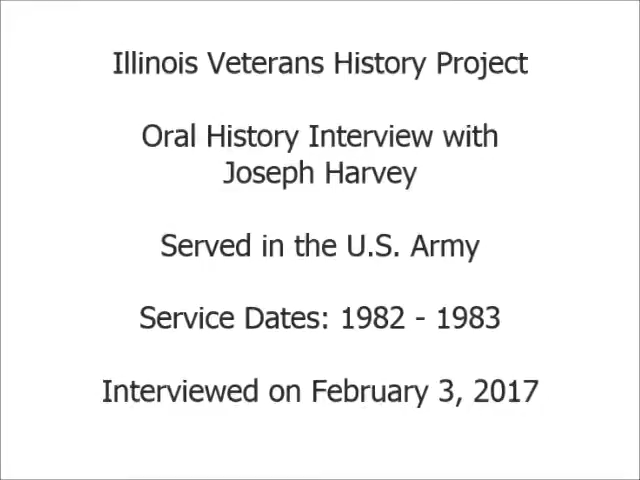 Illinois Veterans History Project
Oral History Interview with
Joseph Harvey
Served in the U.S. Army
Service Dates: 1982 - 1983
Interviewed on February 3, 2017